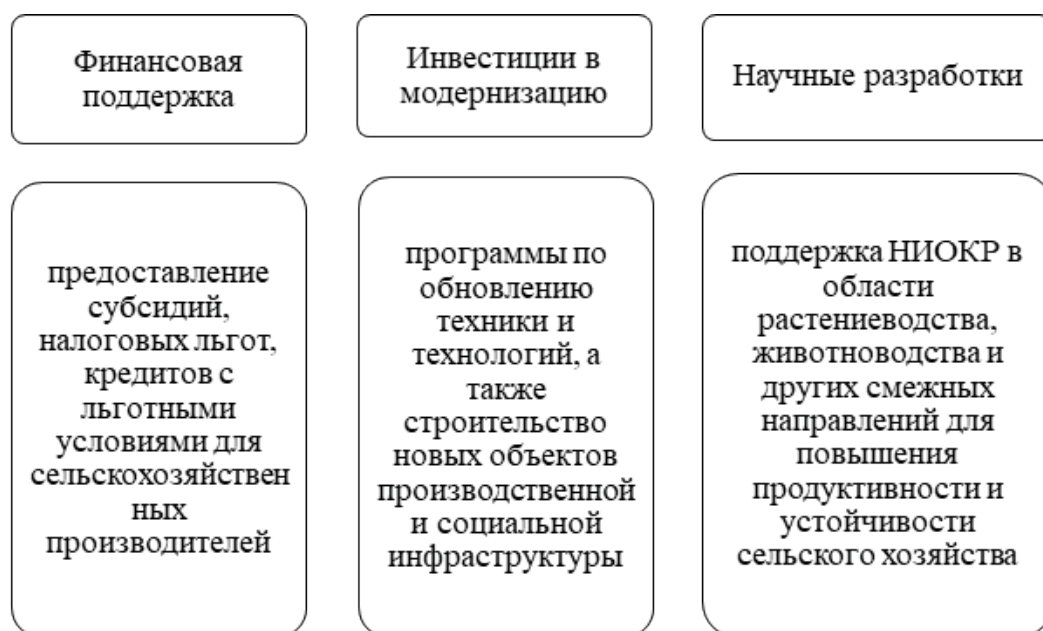 Финансовая
поддержка
Инвестиции в
модернизацию
Научные разработки
предоставление
субсидий,
налоговых льгот,
кредитов с
льготными
условиями для
сельскохозяйствен
ных
производителей
программы по
обновлению
техники и
технологий, а
также
строительство
новых объектов
производственной
и социальной
инфраструктуры
поддержка НИОКР в
области
растениеводства,
животноводства и
других смежных
направлений для
повышения
продуктивности и
устойчивости
сельского хозяйства